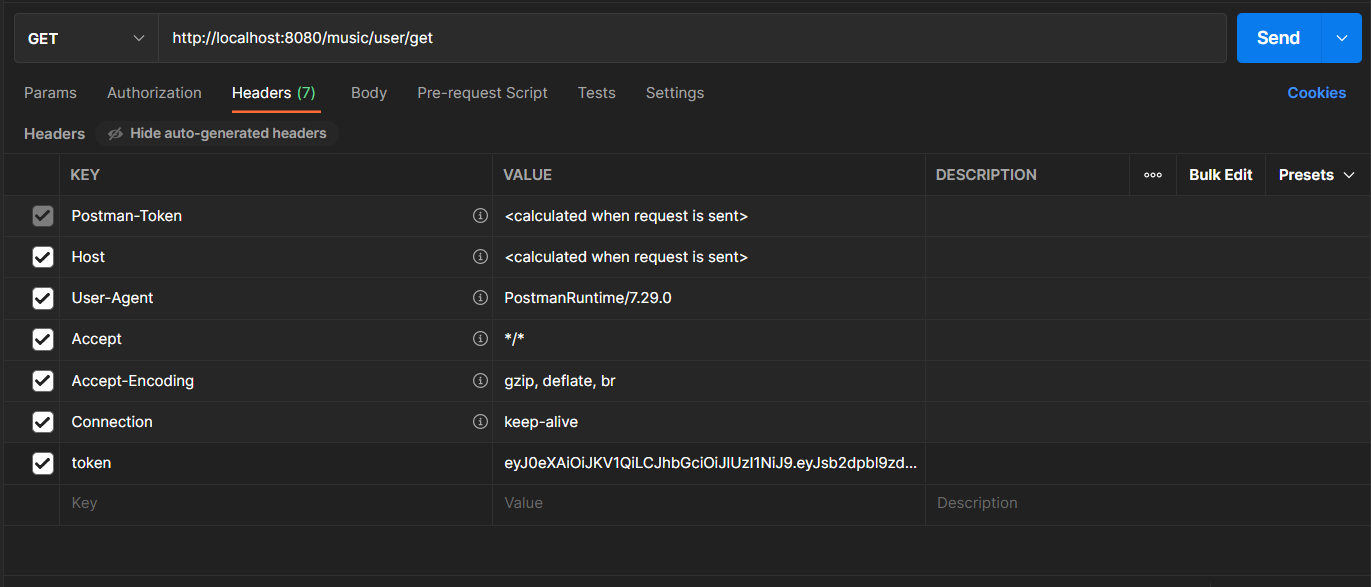 GET http://localhost:8080/music/user/get Send
Params Authorization Headers (7) Body Pre-request Script Tests Settings Cookies
Headers Hide auto-generated headers
KEY VALUE DESCRIPTION ooo Bulk Edit Presets
Postman-Token <calculated when request is sent>
Host <calculated when request is sent>
User-Agent PostmanRuntime/7.29.0
Accept */*
Accept-Encoding gzip, deflate, br
Connection keep-alive
token eyJ0eXAiOiJKV1QiLCJhbGciOiJIUzI1NiJ9.eyJsb2dpbl9zd...
Key Value Description